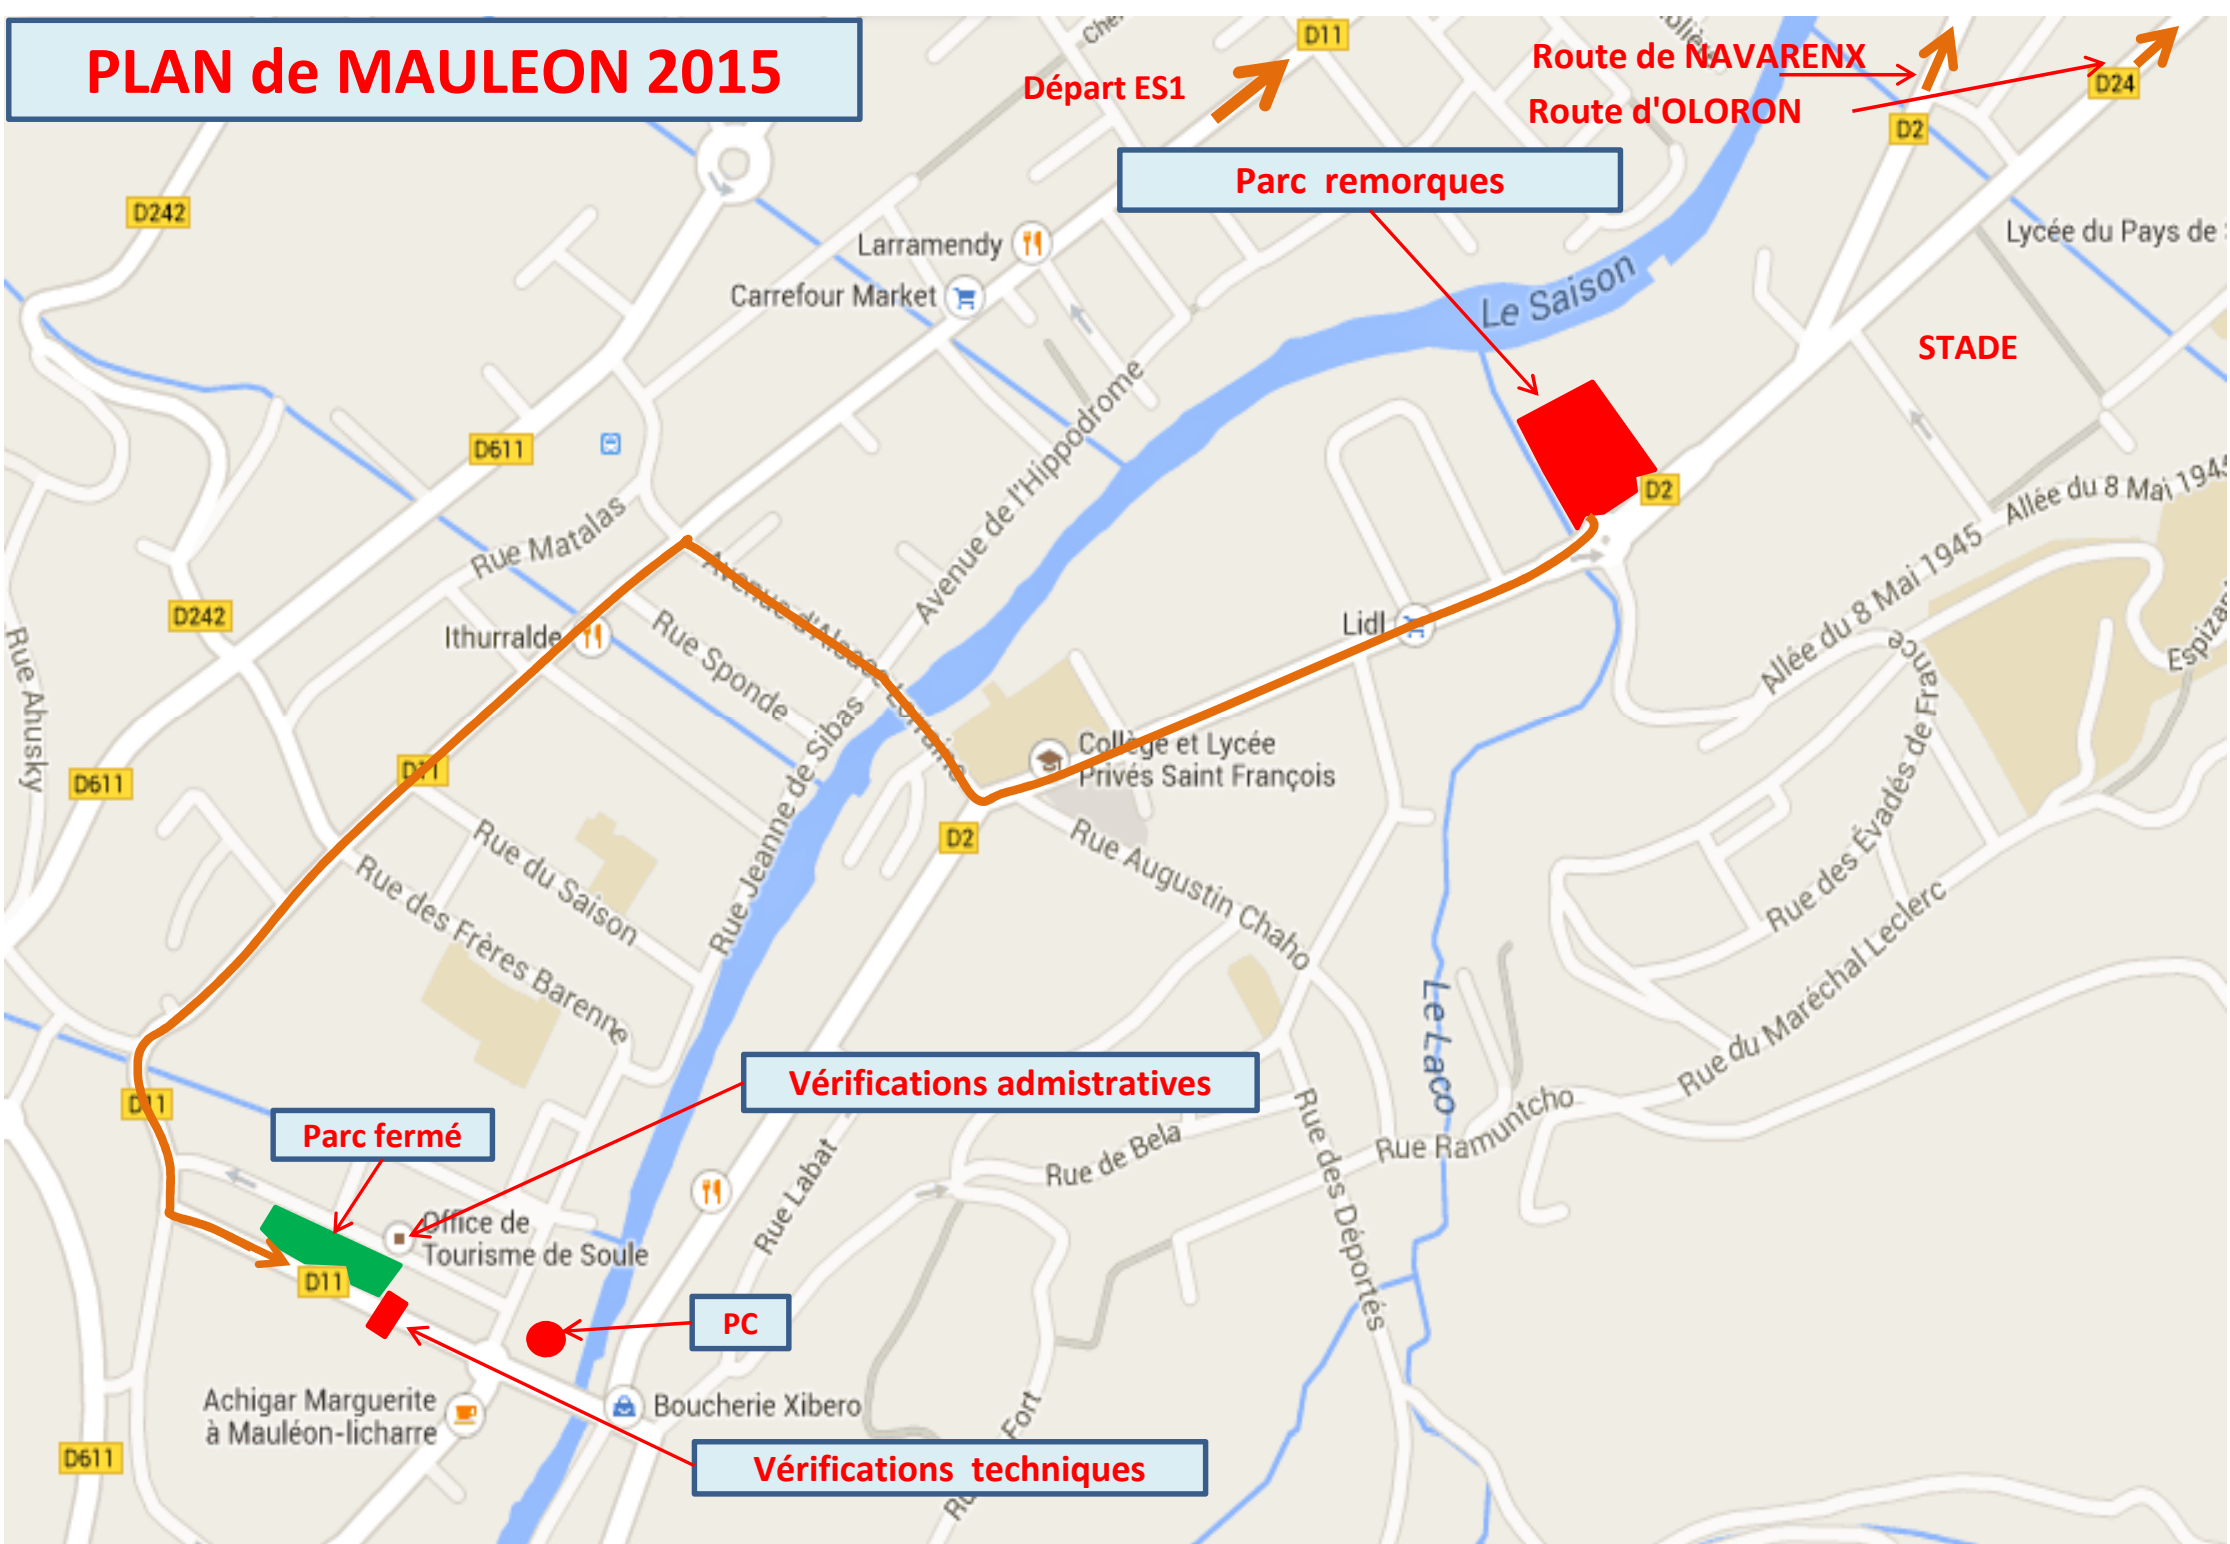 PLAN de MAULEON 2015
D11
Départ ES1
Route de NAVARENX
Route d'OLORON
D24
D2
Parc  remorques
D242
Larramendy
Lycée du Pays de
Carrefour Market
Le Saison
STADE
D611
Avenue de l'Hippodrome
D2
Allée du 8 Mai 1945
Rue Matalas
Avenue d'Alsace Lorraine
Allée du 8 Mai 1945
D242
Ithurralde
Rue Sponde
Lidl
Rue Ahusky
Rue Jeanne de Sibas
Collège et Lycée
Privés Saint François
D11
D611
D2
Rue du Saison
Rue Augustin Chaho
Rue des Évadés de France
Rue des Frères Barenne
Rue du Maréchal Leclerc
Le Laco
Vérifications admistratives
D11
Parc fermé
Rue Labat
Rue de Bela
Rue des Déportés
Rue Ramuntcho
Office de
Tourisme de Soule
D11
PC
Achigar Marguerite
à Mauléon-licharre
Boucherie Xibero
Fort
D611
Vérifications  techniques